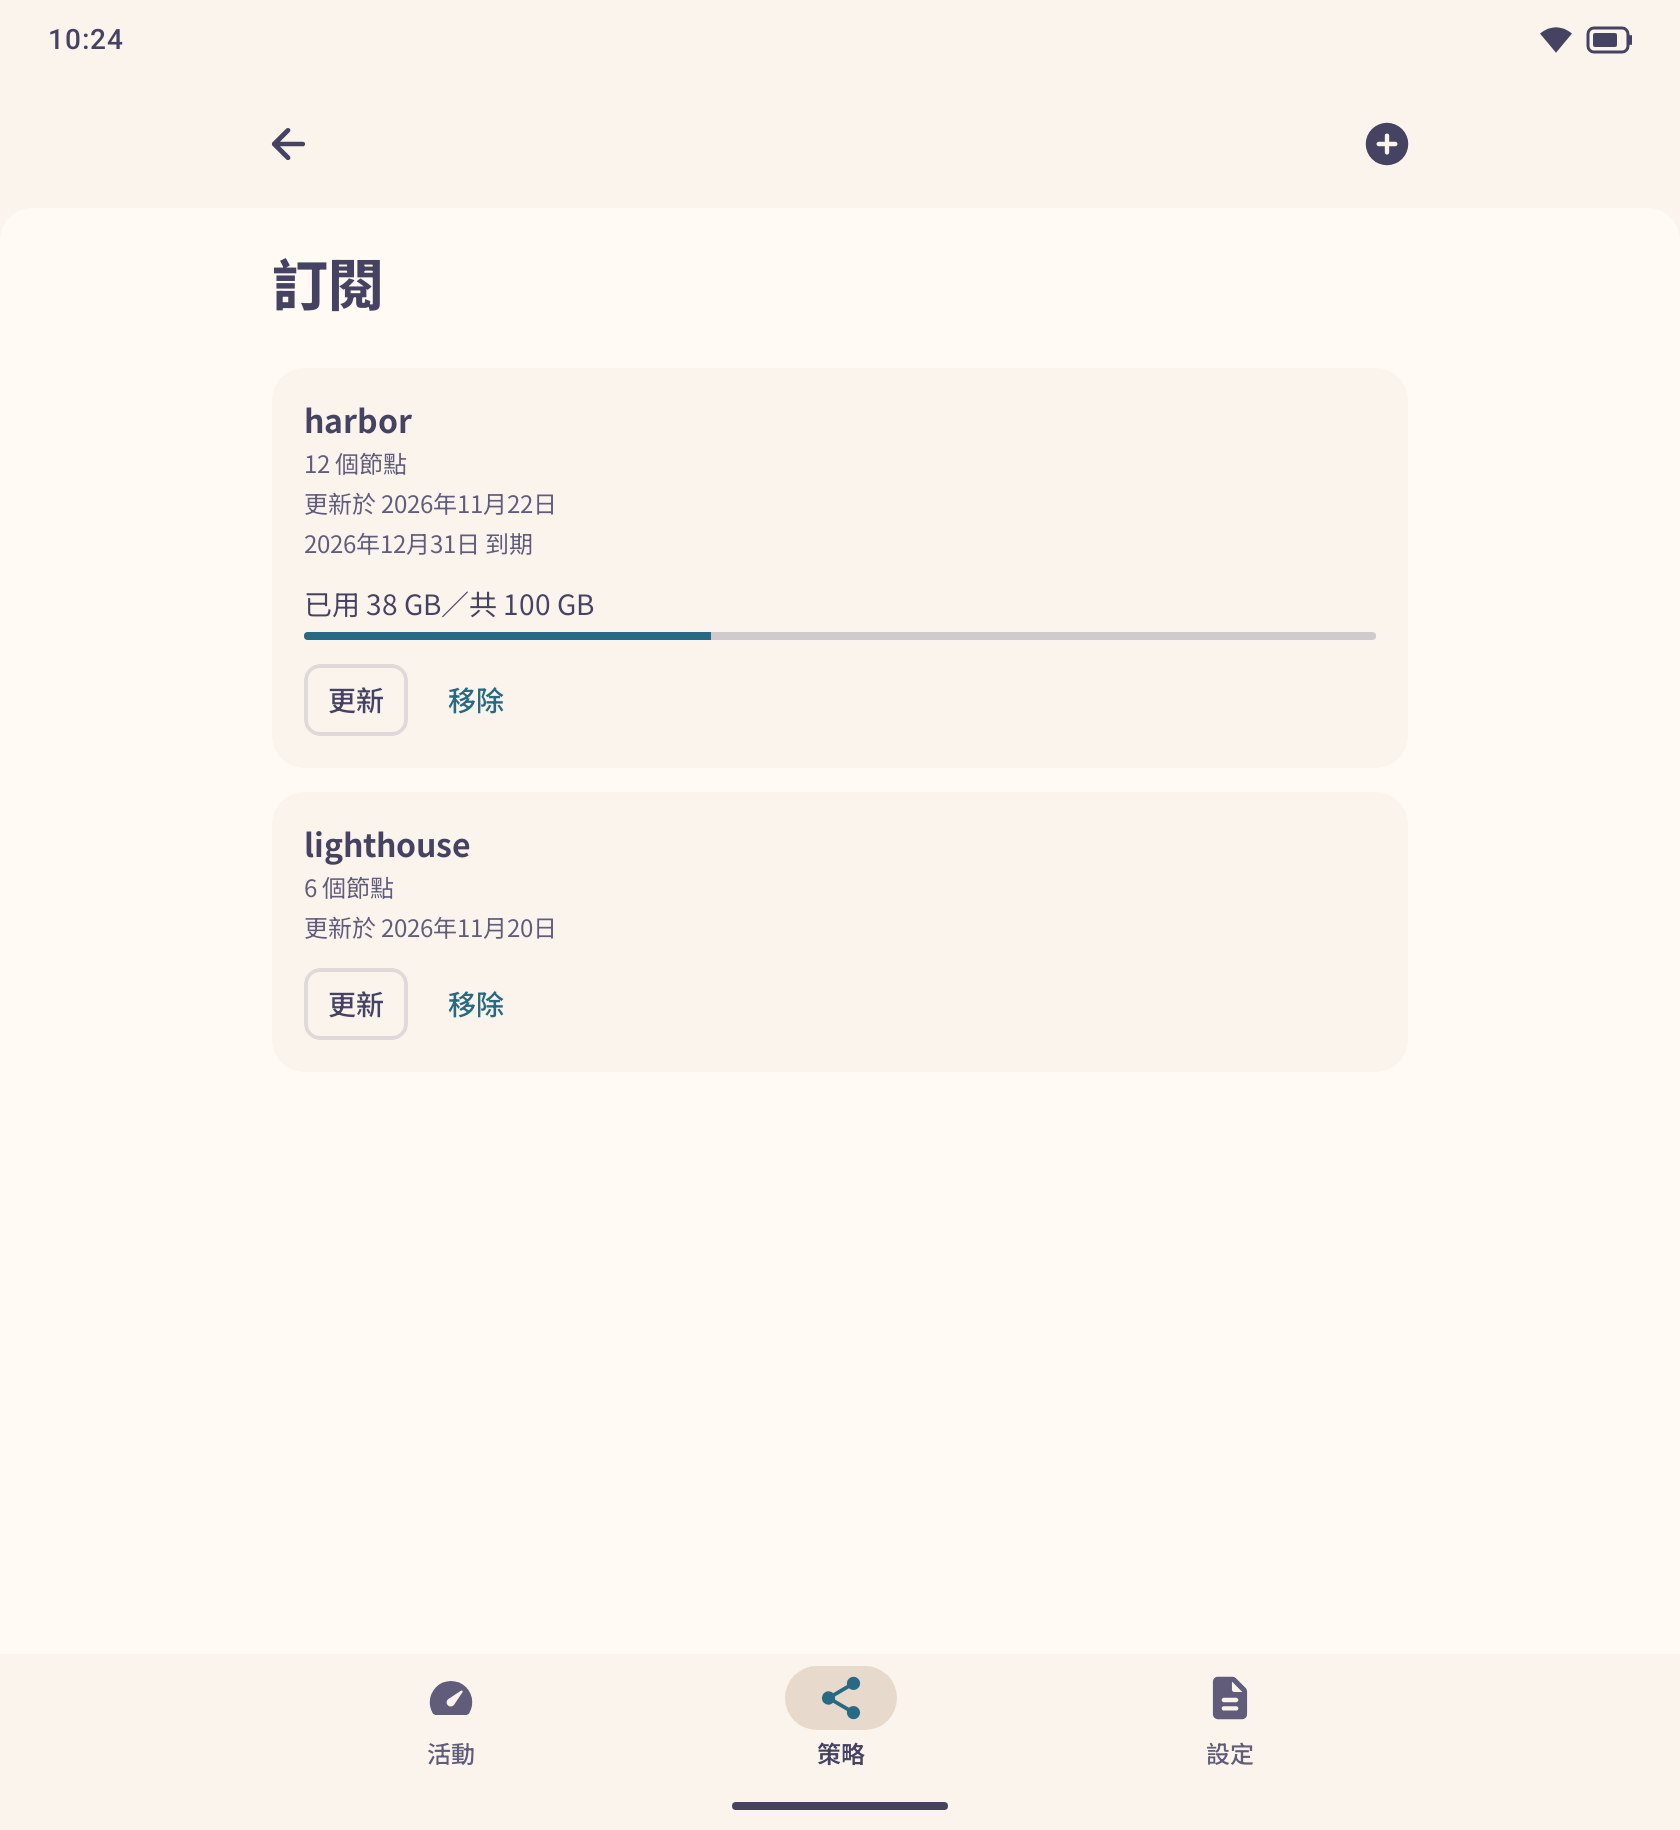 10:24
訂閱
harbor
12 個節點
更新於 2026年11月22日
2026年12月31日 到期
已用 38 GB／共 100 GB
更新
移除
lighthouse
6 個節點
更新於 2026年11月20日
更新
移除
活動
策略
設定